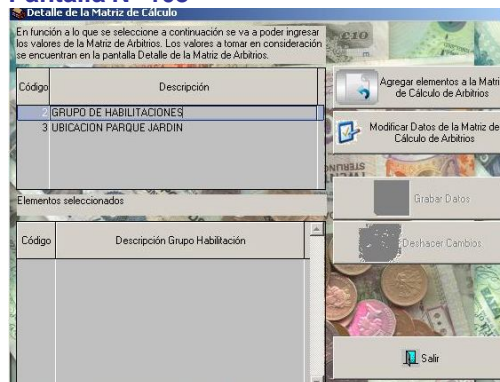 Pantalla N° 103
Detalle de la Matriz de Cálculo
En función a lo que se seleccione a continuación se va a poder ingresar
los valores de la Matriz de Arbitrios. Los valores a tomar en consideración
se encuentran en la pantalla Detalle de la Matriz de Arbitrios.
Código Descripción
2 GRUPO DE HABILITACIONES
3 UBICACION PARQUE JARDIN
Agregar elementos a la Matri
de Cálculo de Arbitrios
Modificar Datos de la Matriz de
Cálculo de Arbitrios
Elementos seleccionados
Grabar Datos
Código Descripción Grupo Habilitación
Deshacer Cambios
Salir